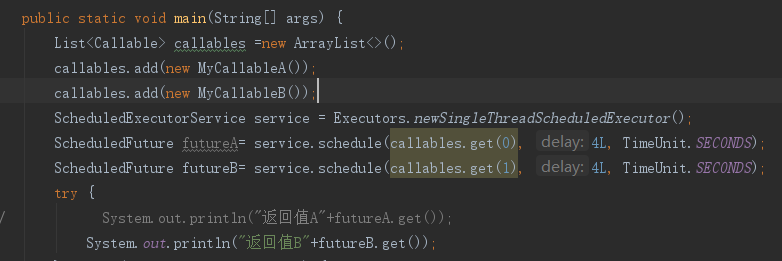 public static void main(String[] args) {
List<Callable> callables =new ArrayList<>();
callables.add(new MyCallableA());
callables.add(new MyCallableB());
ScheduledExecutorService service = Executors.newSingleThreadScheduledExecutor();
ScheduledFuture futureA= service.schedule(callables.get(0), delay: 4L, TimeUnit.SECONDS);
ScheduledFuture futureB= service.schedule(callables.get(1), delay: 4L, TimeUnit.SECONDS);
try {
/ System.out.println("返回值A"+futureA.get());
System.out.println("返回值B"+futureB.get());